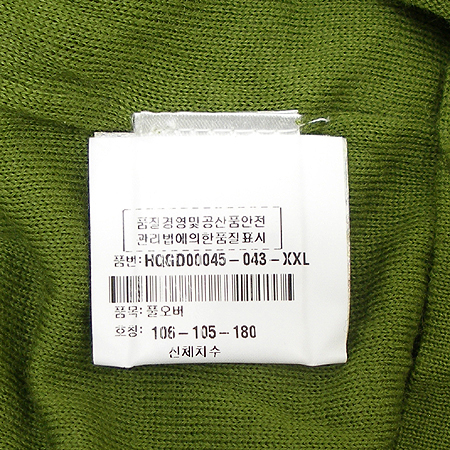 품질경영및공산품안전
관리법에의한품질표시
품번: HQGD00045-043-XXL
품목: 풀오버
호칭: 106-105-180
신체치수